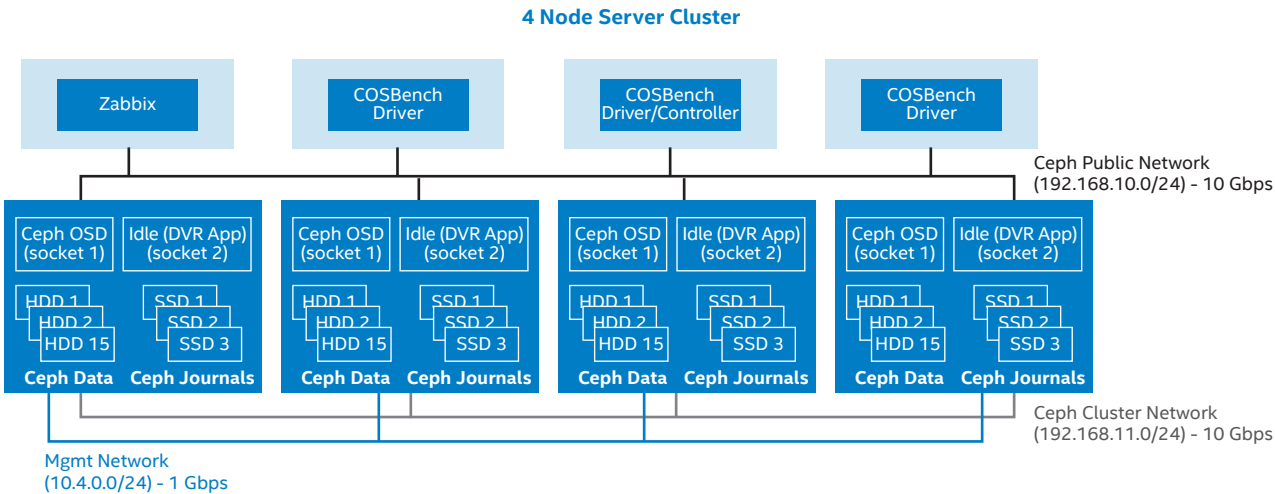 4 Node Server Cluster
Zabbix
COSBench
Driver
COSBench
Driver/Controller
COSBench
Driver
Ceph Public Network
(192.168.10.0/24) - 10 Gbps
Ceph OSD
(socket 1)
Idle (DVR App)
(socket 2)
HDD 1
HDD 2
HDD 15
SSD 1
SSD 2
SSD 3
Ceph Data
Ceph Journals
Ceph OSD
(socket 1)
Idle (DVR App)
(socket 2)
HDD 1
HDD 2
HDD 15
SSD 1
SSD 2
SSD 3
Ceph Data
Ceph Journals
Ceph OSD
(socket 1)
Idle (DVR App)
(socket 2)
HDD 1
HDD 2
HDD 15
SSD 1
SSD 2
SSD 3
Ceph Data
Ceph Journals
Ceph OSD
(socket 1)
Idle (DVR App)
(socket 2)
HDD 1
HDD 2
HDD 15
SSD 1
SSD 2
SSD 3
Ceph Data
Ceph Journals
Ceph Cluster Network
(192.168.11.0/24) - 10 Gbps
Mgmt Network
(10.4.0.0/24) - 1 Gbps